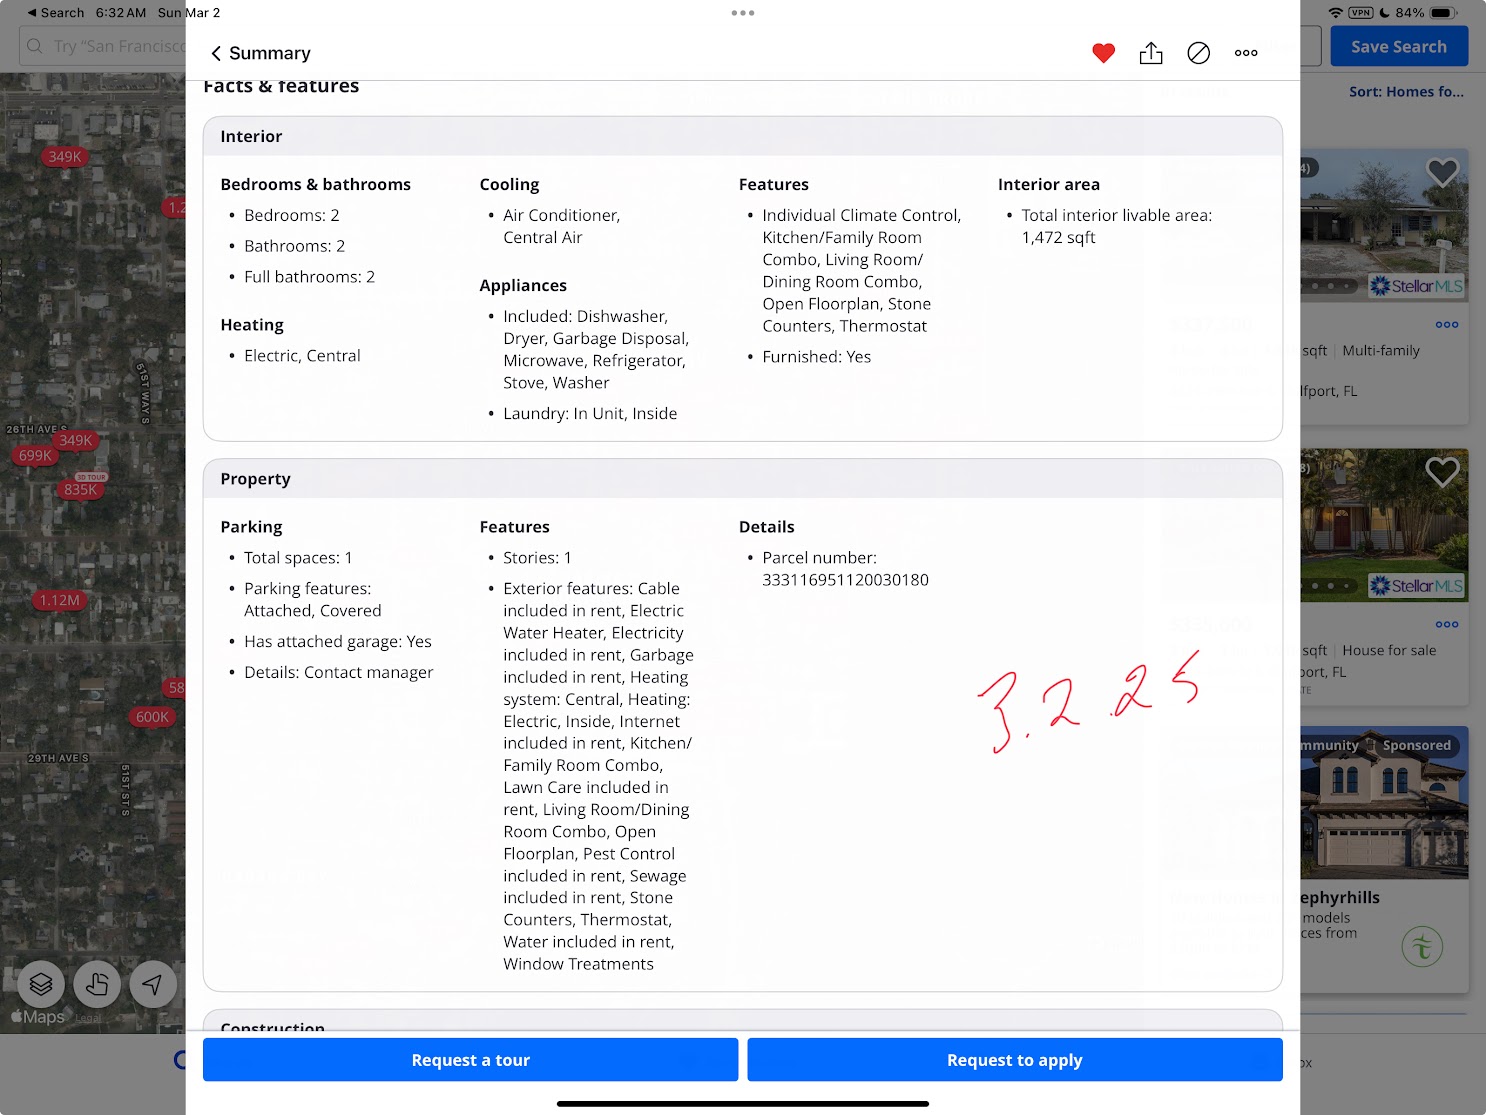 ◀ Search 6:32 AM Sun Mar 2
VPN 84%
Try "San Francisco
Summary
Save Search
Sort: Homes fo...
Facts & features
Interior
Bedrooms & bathrooms
• Bedrooms: 2
• Bathrooms: 2
• Full bathrooms: 2
Heating
• Electric, Central
Cooling
• Air Conditioner,
Central Air
Appliances
• Included: Dishwasher,
Dryer, Garbage Disposal,
Microwave, Refrigerator,
Stove, Washer
• Laundry: In Unit, Inside
Features
• Individual Climate Control,
Kitchen/Family Room
Combo, Living Room/
Dining Room Combo,
Open Floorplan, Stone
Counters, Thermostat
• Furnished: Yes
Interior area
• Total interior livable area:
1,472 sqft
Property
Parking
• Total spaces: 1
• Parking features:
Attached, Covered
• Has attached garage: Yes
• Details: Contact manager
Features
• Stories: 1
• Exterior features: Cable
included in rent, Electric
Water Heater, Electricity
included in rent, Garbage
included in rent, Heating
system: Central, Heating:
Electric, Inside, Internet
included in rent, Kitchen/
Family Room Combo,
Lawn Care included in
rent, Living Room/Dining
Room Combo, Open
Floorplan, Pest Control
included in rent, Sewage
included in rent, Stone
Counters, Thermostat,
Water included in rent,
Window Treatments
Details
• Parcel number:
333116951120030180
3.2.25
Construction
Request a tour
Request to apply
349K
1.2
61ST WAY S
26TH AVE S
349K
699K
3D TOUR
835K
1.12M
58
600K
29TH AVE S
51ST ST S
Maps Legal
4)
StellarMLS
sqft | Multi-family
lfport, FL
8)
StellarMLS
sqft | House for sale
port, FL
TE
mmunity Sponsored
ephyrhills
models
ces from
ox